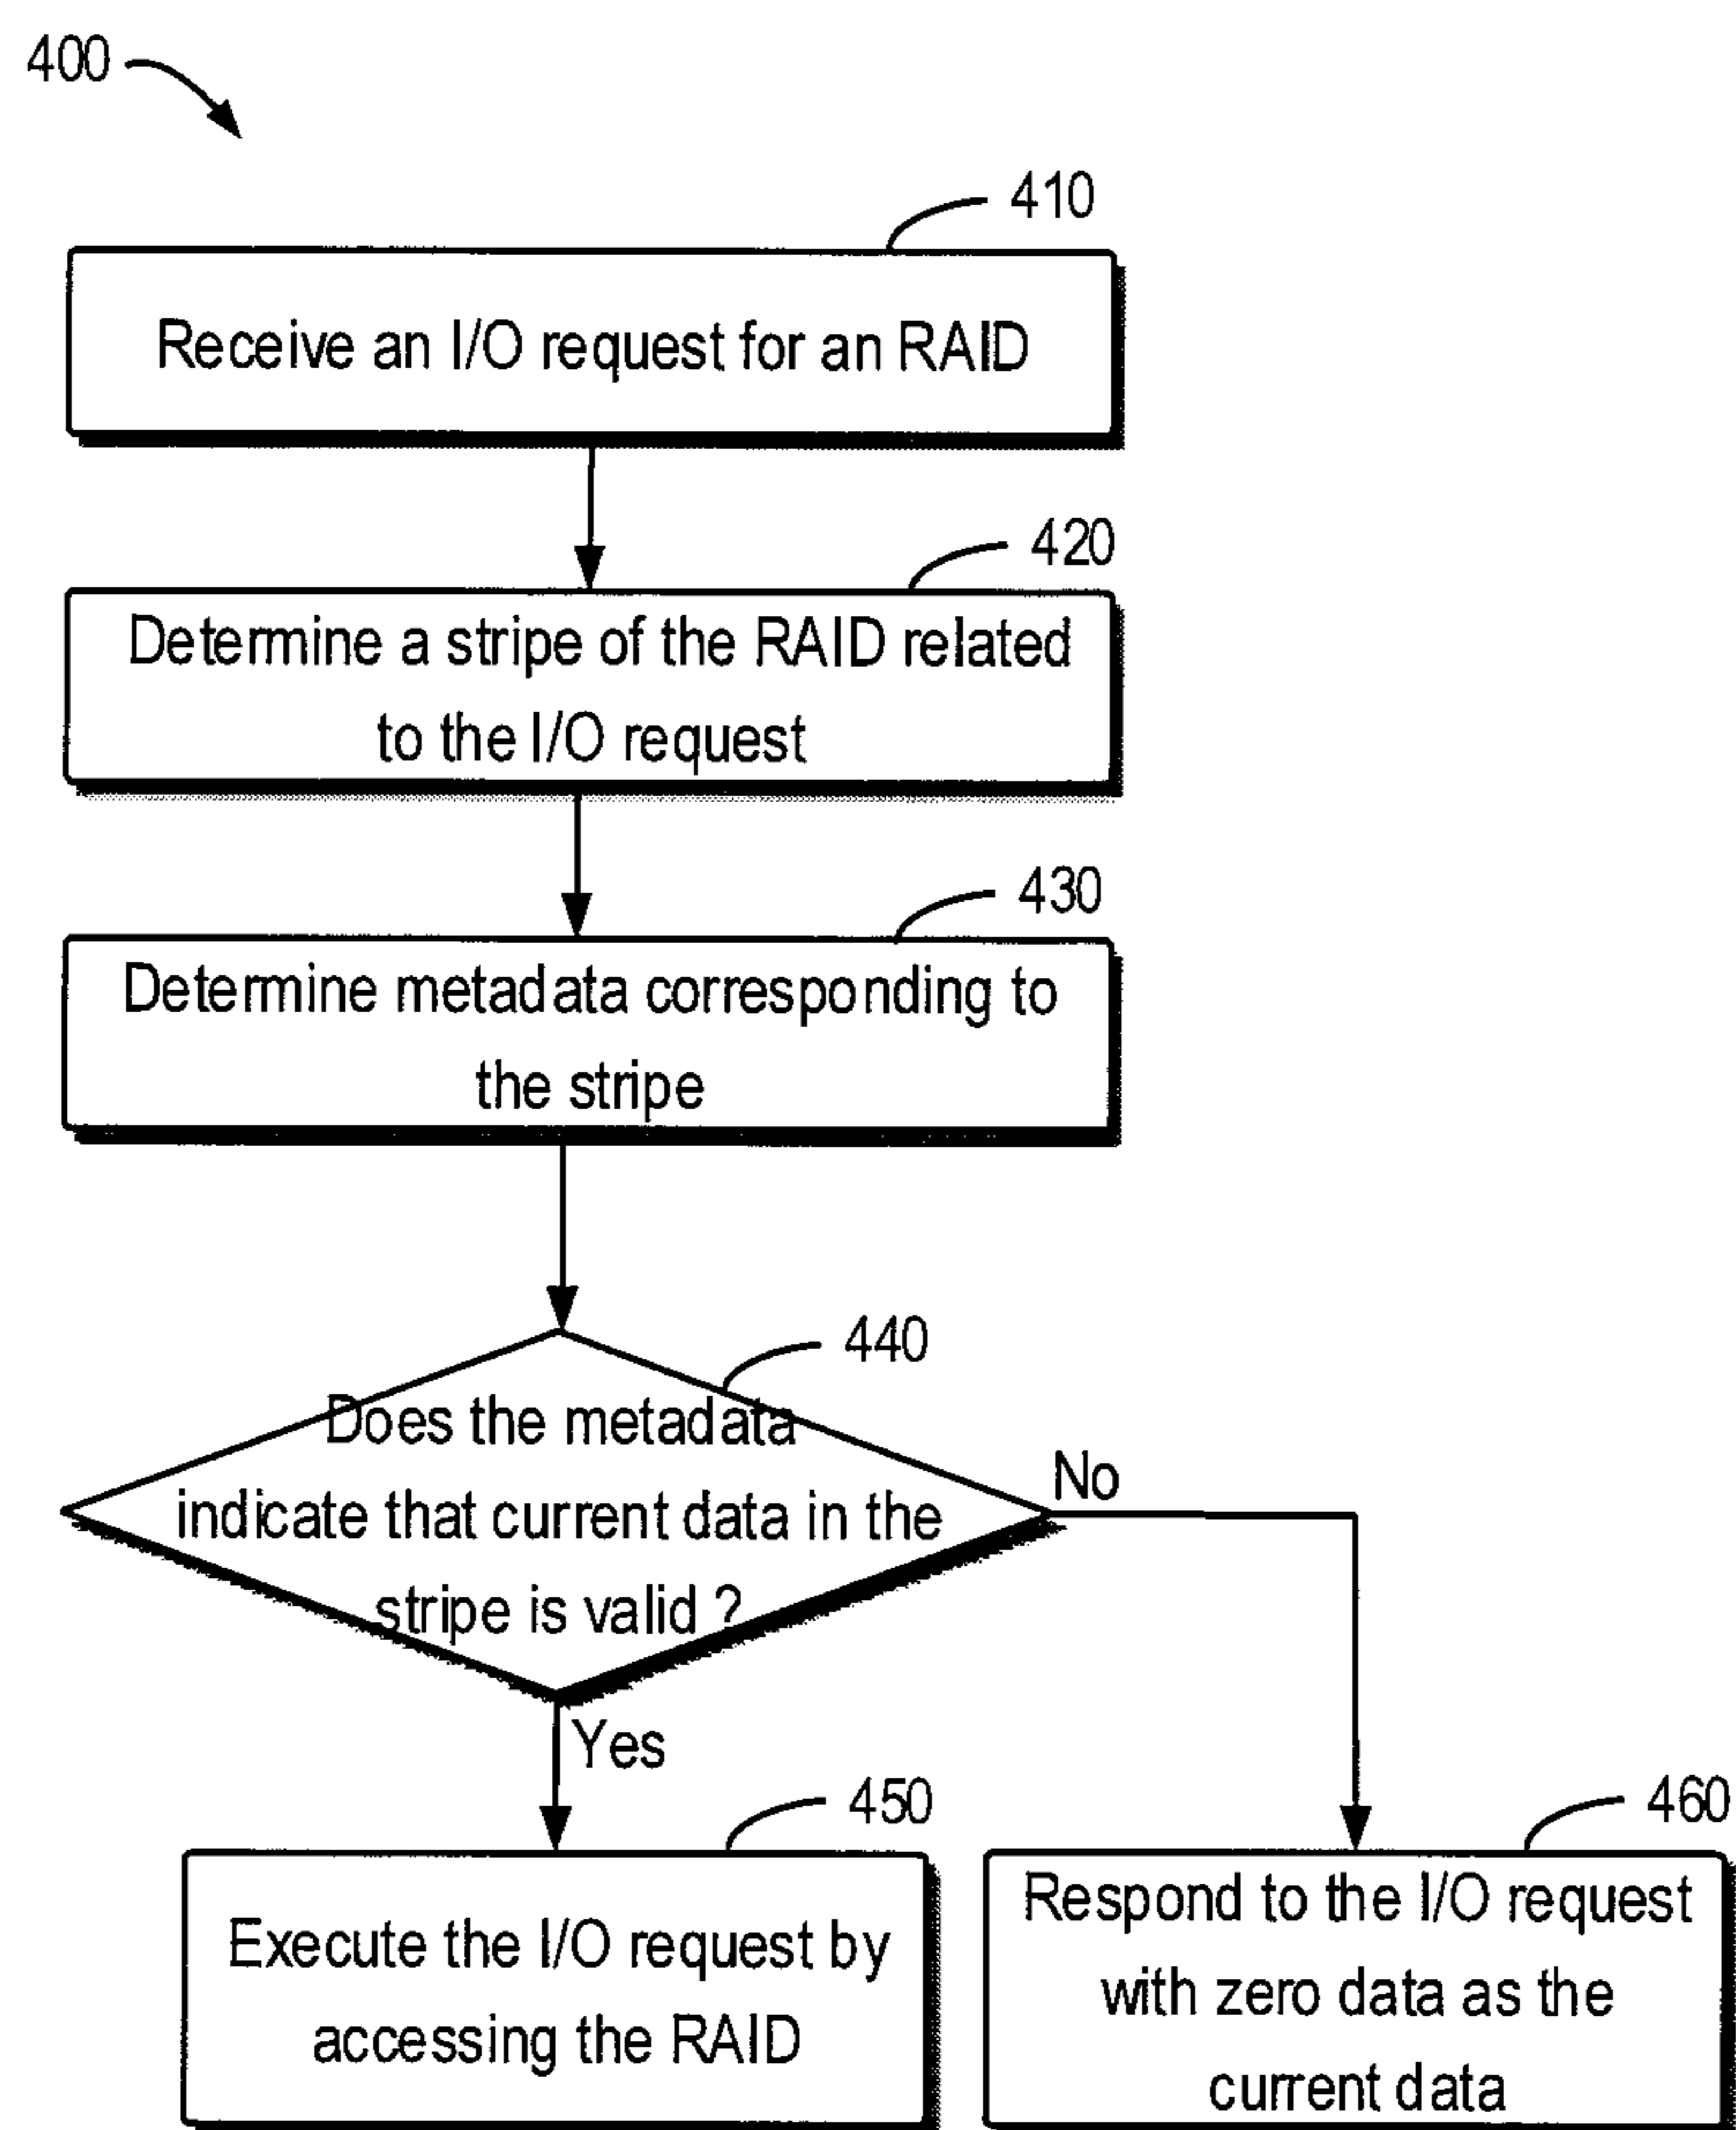 400
410
Receive an I/O request for an RAID
420
Determine a stripe of the RAID related
to the I/O request
430
Determine metadata corresponding to
the stripe
440
Does the metadata
indicate that current data in the
stripe is valid ?
No
Yes
450
Execute the I/O request by
accessing the RAID
460
Respond to the I/O request
with zero data as the
current data